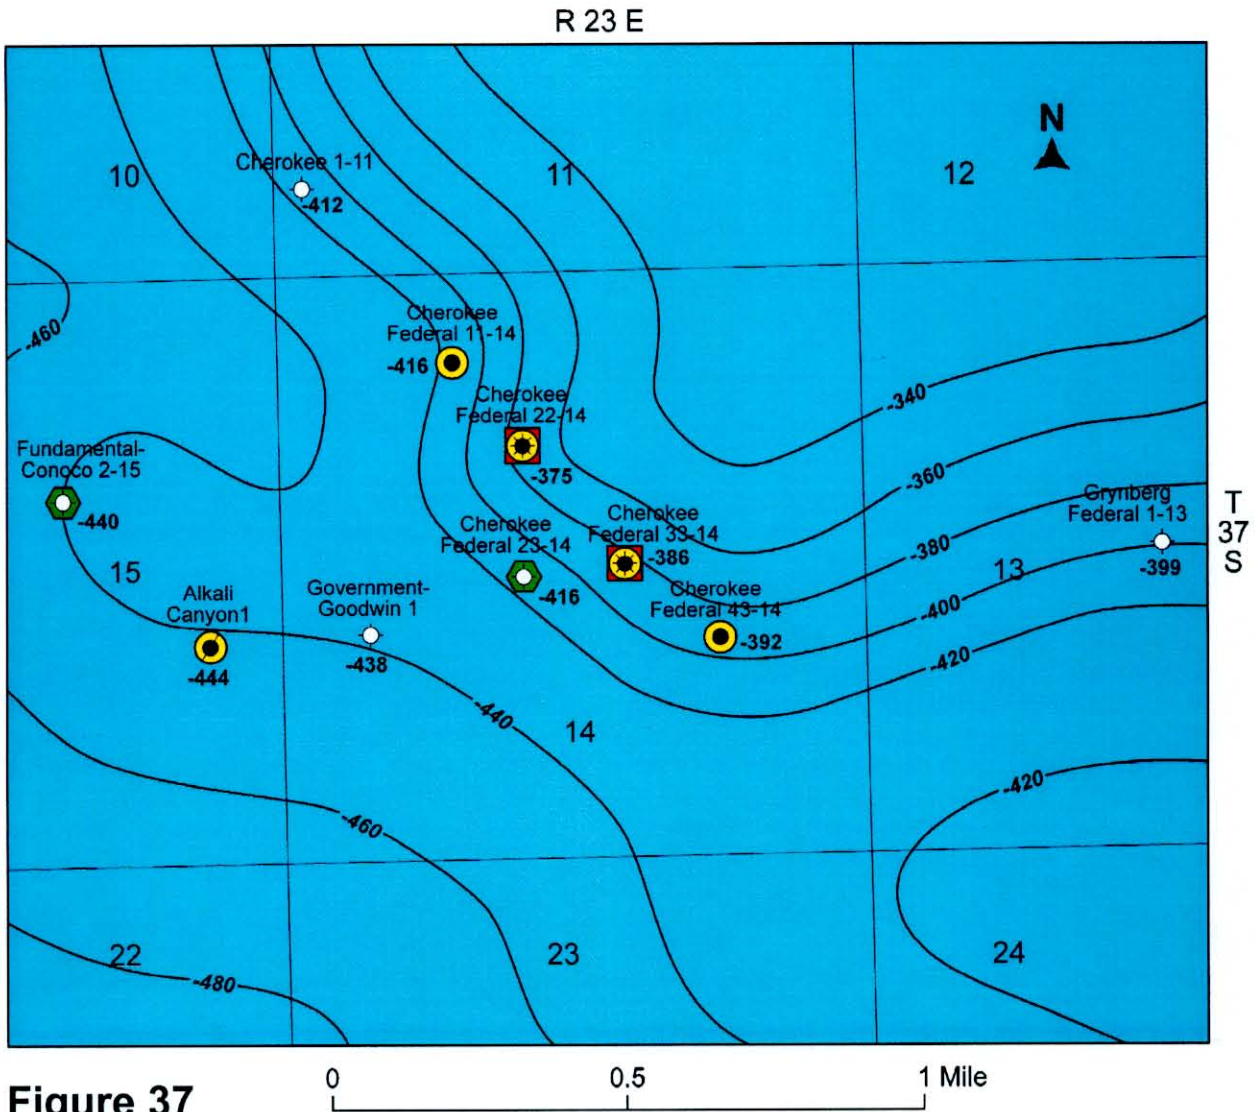 R 23 E
N
10
Cherokee 1-11
-412
11
12
-460
Cherokee
Federal 11-14
-416
Cherokee
Federal 22-14
-375
-340
-360
Fundamental-
Conoco 2-15
-440
15
Grynberg
Federal 1-13
-399
T
37
S
Cherokee
Federal 23-14
-416
Cherokee
Federal 33-14
-386
-380
13
Alkali
Canyon1
-444
Government-
Goodwin 1
-438
Cherokee
Federal 43-14
-392
-400
-420
-440
14
-420
-460
22
-480
23
24
Figure 37
0
0.5
1 Mile